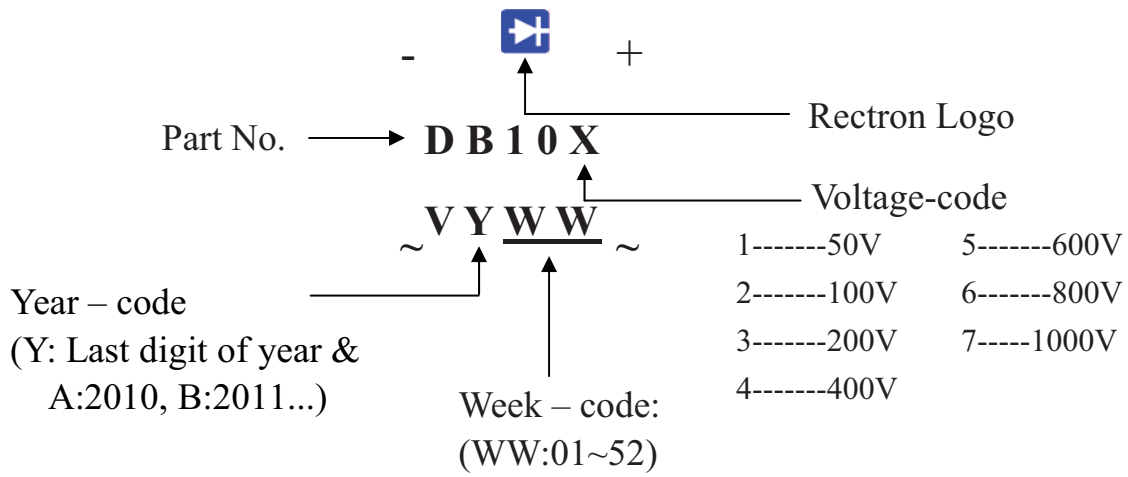 - +
Rectron Logo
Part No. D B 1 0 X
Voltage-code
~ V Y W W ~
1-------50V 5-------600V
2-------100V 6-------800V
3-------200V 7-----1000V
4-------400V
Year – code
(Y: Last digit of year &
A:2010, B:2011...)
Week – code:
(WW:01~52)